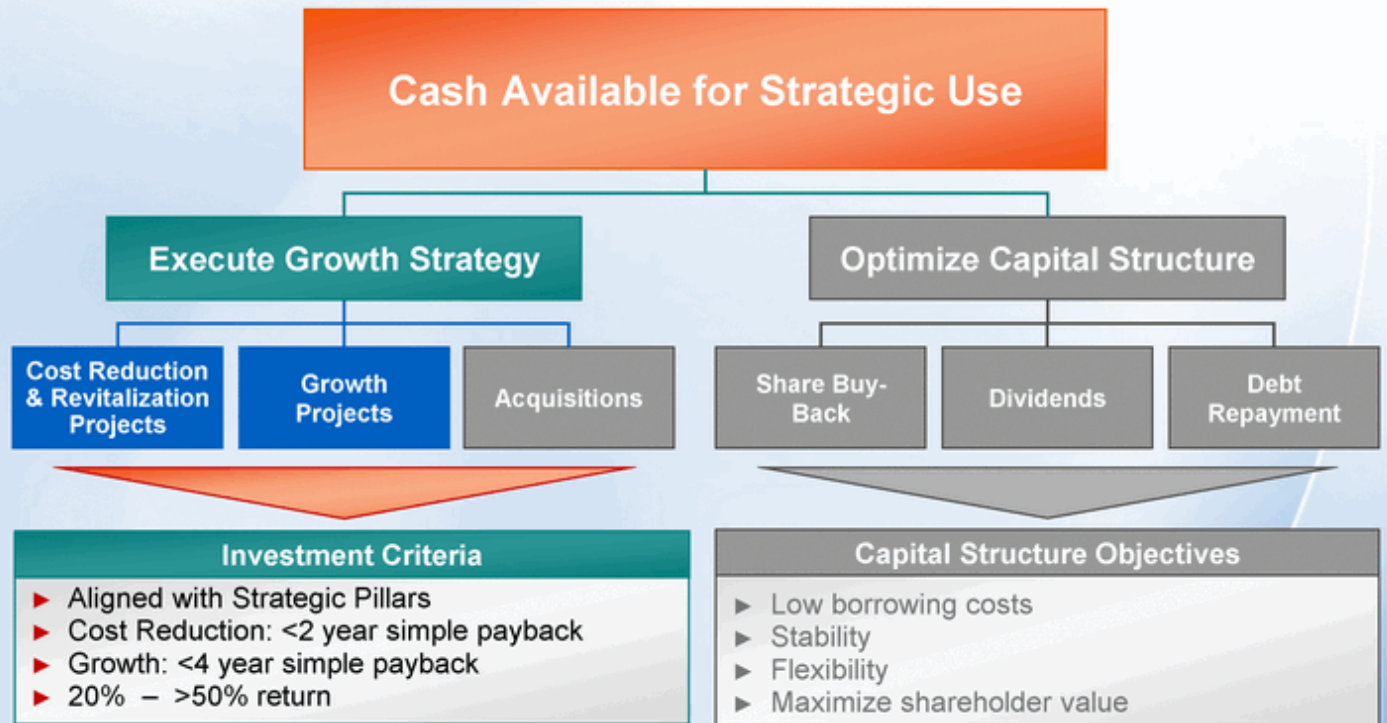 Cash Available for Strategic Use
Execute Growth Strategy
Optimize Capital Structure
Cost Reduction
& Revitalization
Projects
Growth
Projects
Acquisitions
Share Buy-
Back
Dividends
Debt
Repayment
Investment Criteria
► Aligned with Strategic Pillars
► Cost Reduction: <2 year simple payback
► Growth: <4 year simple payback
► 20% – >50% return
Capital Structure Objectives
► Low borrowing costs
► Stability
► Flexibility
► Maximize shareholder value